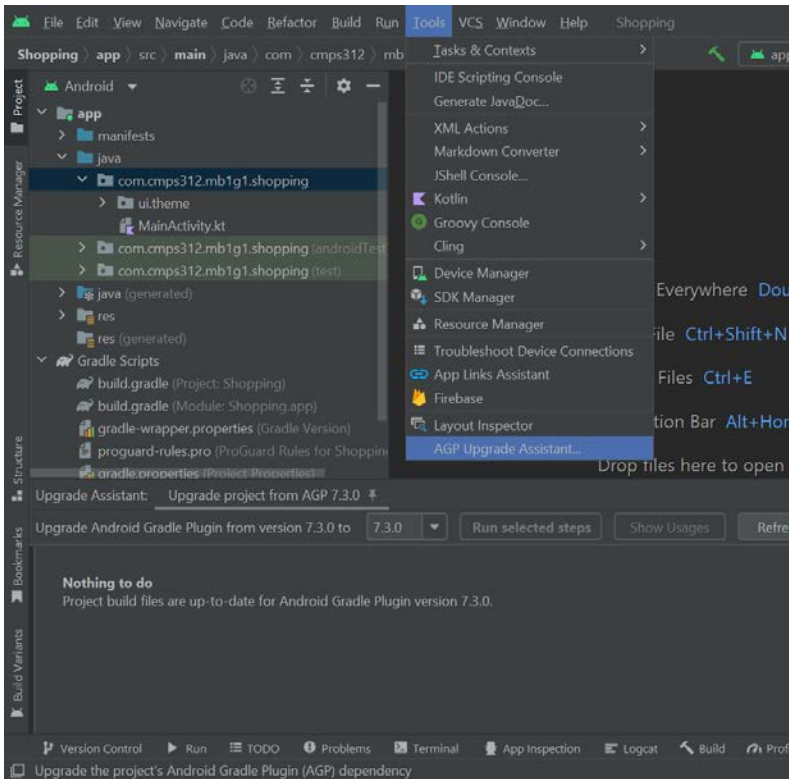 File Edit View Navigate Code Refactor Build Run Tools VCS Window Help Shopping
Shopping app src main java com cmps312 mb
app
Android
app
manifests
java
com.cmps312.mb1g1.shopping
ui.theme
MainActivity.kt
com.cmps312.mb1g1.shopping (androidTest
com.cmps312.mb1g1.shopping (test)
java (generated)
res
res (generated)
Gradle Scripts
build.gradle (Project: Shopping)
build.gradle (Module: Shopping.app)
gradle-wrapper.properties (Gradle Version)
proguard-rules.pro (ProGuard Rules for Shoppin
gradle.properties (Project Properties)
Tasks & Contexts
IDE Scripting Console
Generate JavaDoc...
XML Actions
Markdown Converter
JShell Console...
Kotlin
Groovy Console
Cling
Device Manager
SDK Manager
Resource Manager
Troubleshoot Device Connections
App Links Assistant
Firebase
Layout Inspector
AGP Upgrade Assistant...
Everywhere Dou
File Ctrl+Shift+N
Files Ctrl+E
tion Bar Alt+Hor
Drop files here to open
Project
Resource Manager
Structure
Bookmarks
Build Variants
Upgrade Assistant: Upgrade project from AGP 7.3.0
Upgrade Android Gradle Plugin from version 7.3.0 to 7.3.0 Run selected steps Show Usages Refre
Nothing to do
Project build files are up-to-date for Android Gradle Plugin version 7.3.0.
Version Control Run TODO Problems Terminal App Inspection Logcat Build Prof
Upgrade the project's Android Gradle Plugin (AGP) dependency